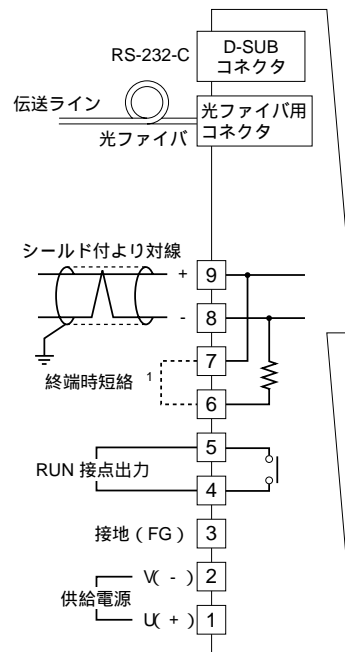 RS-232-C
D-SUB
コネクタ
伝送ライン
光ファイバ
光ファイバ用
コネクタ
シールド付より対線
+
9
-
8
7
終端時短絡 1
6
5
RUN 接点出力
4
接地(FG)
3
V( - )
2
供給電源
U( + )
1